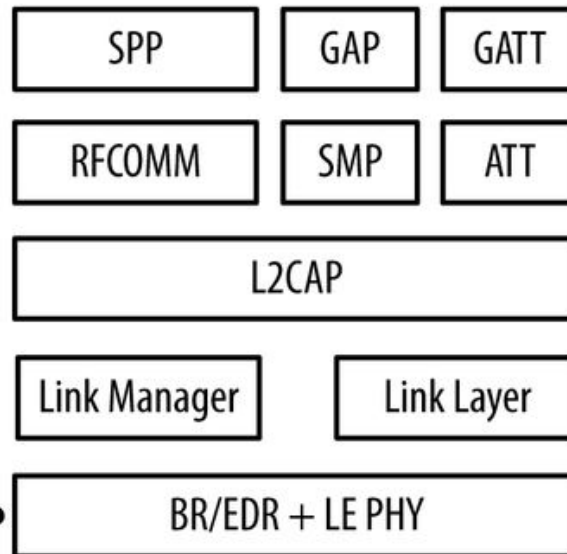 SPP GAP GATT
RFCOMM SMP ATT
L2CAP
Link Manager Link Layer
BR/EDR + LE PHY